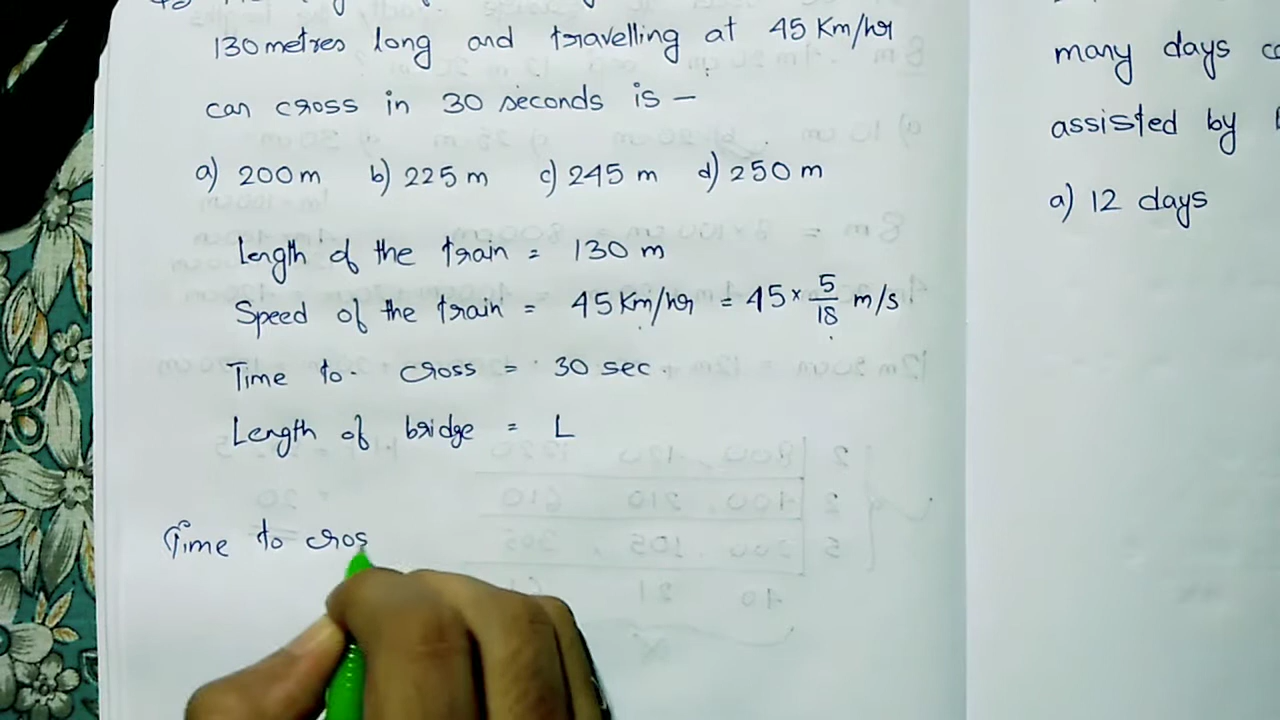 130 metres long and travelling at 45 Km/hr
can cross in 30 seconds is –
a) 200 m b) 225 m c) 245 m d) 250 m
Length of the train = 130 m
Speed of the train = 45 Km/hr = 45 × 5/18 m/s
Time to cross = 30 sec
Length of bridge = L
Time to cros
many days
assisted by
a) 12 days